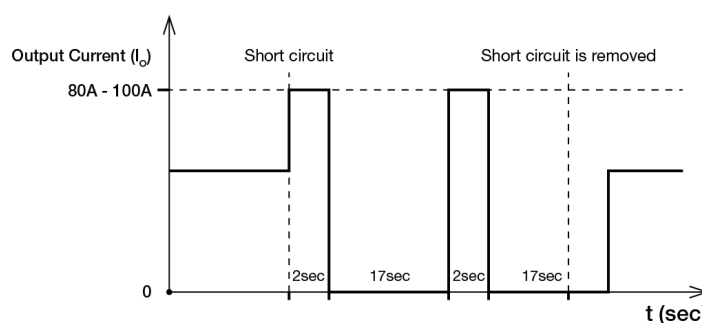 Output Current (Io)
Short circuit
Short circuit is removed
80A - 100A
2sec
17sec
2sec
17sec
0
t (sec)